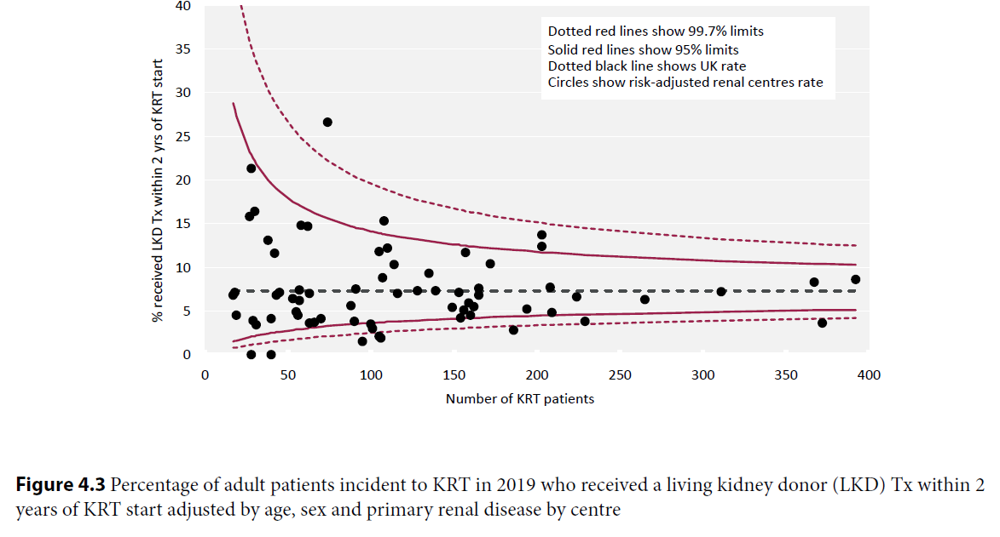 40
35
30
25
20
15
10
5
0
% received LKD Tx within 2 yrs of KRT start
Dotted red lines show 99.7% limits
Solid red lines show 95% limits
Dotted black line shows UK rate
Circles show risk-adjusted renal centres rate
0 50 100 150 200 250 300 350 400
Number of KRT patients
Figure 4.3 Percentage of adult patients incident to KRT in 2019 who received a living kidney donor (LKD) Tx within 2
years of KRT start adjusted by age, sex and primary renal disease by centre